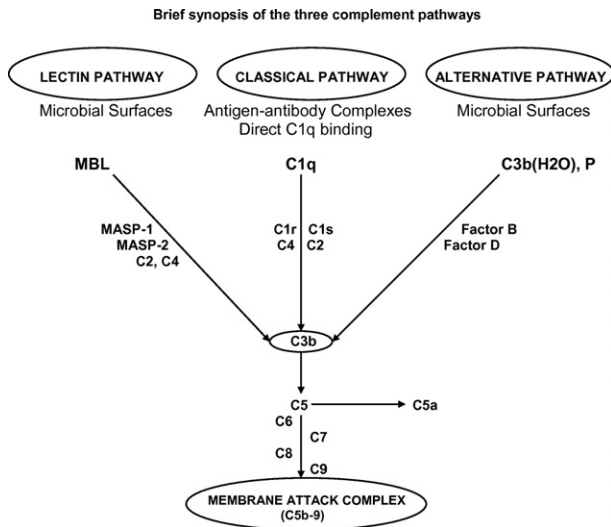 Brief synopsis of the three complement pathways
LECTIN PATHWAY
CLASSICAL PATHWAY
ALTERNATIVE PATHWAY
Microbial Surfaces
Antigen-antibody Complexes
Direct C1q binding
Microbial Surfaces
MBL
C1q
C3b(H2O), P
MASP-1
MASP-2
C2, C4
C1r C1s
C4 C2
Factor B
Factor D
C3b
C5
C5a
C6
C7
C8
C9
MEMBRANE ATTACK COMPLEX
(C5b-9)